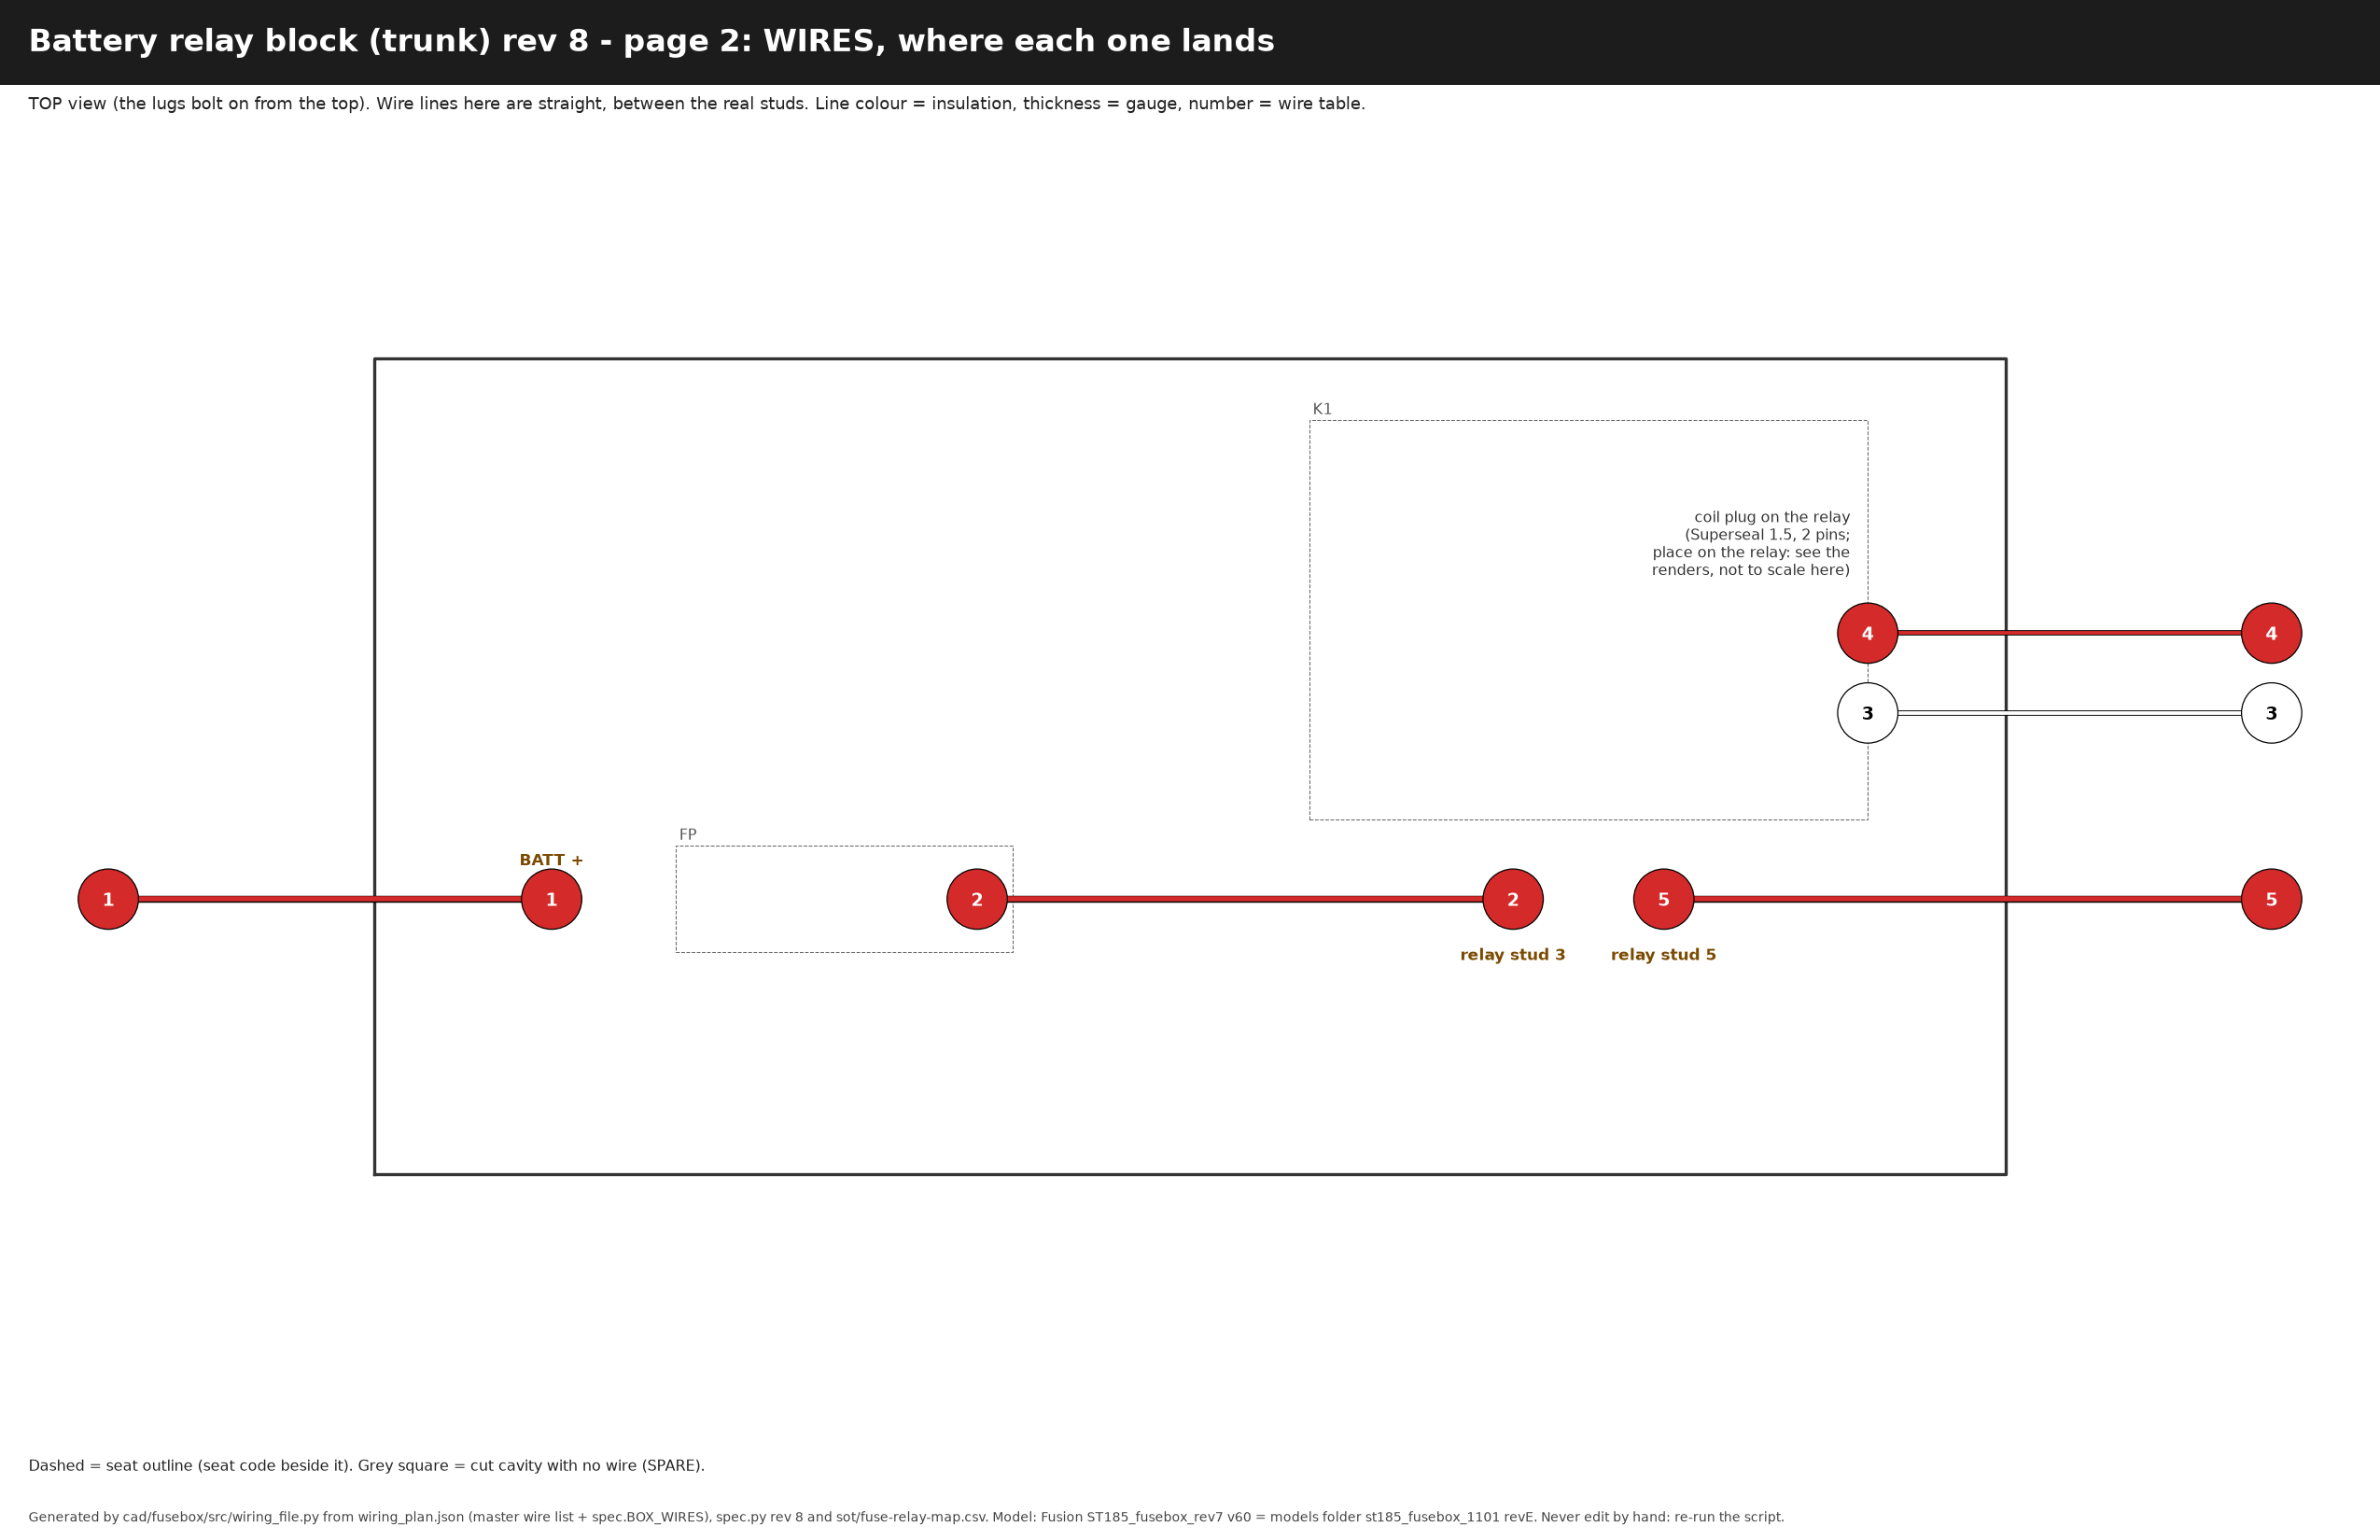 Battery relay block (trunk) rev 8 - page 2: WIRES, where each one lands
TOP view (the lugs bolt on from the top). Wire lines here are straight, between the real studs. Line colour = insulation, thickness = gauge, number = wire table.
K1
coil plug on the relay
(Superseal 1.5, 2 pins;
place on the relay: see the
renders, not to scale here)
4
4
3
3
FP
BATT +
1
1
2
2
5
5
relay stud 3
relay stud 5
Dashed = seat outline (seat code beside it). Grey square = cut cavity with no wire (SPARE).
Generated by cad/fusebox/src/wiring_file.py from wiring_plan.json (master wire list + spec.BOX_WIRES), spec.py rev 8 and sot/fuse-relay-map.csv. Model: Fusion ST185_fusebox_rev7 v60 = models folder st185_fusebox_1101 revE. Never edit by hand: re-run the script.